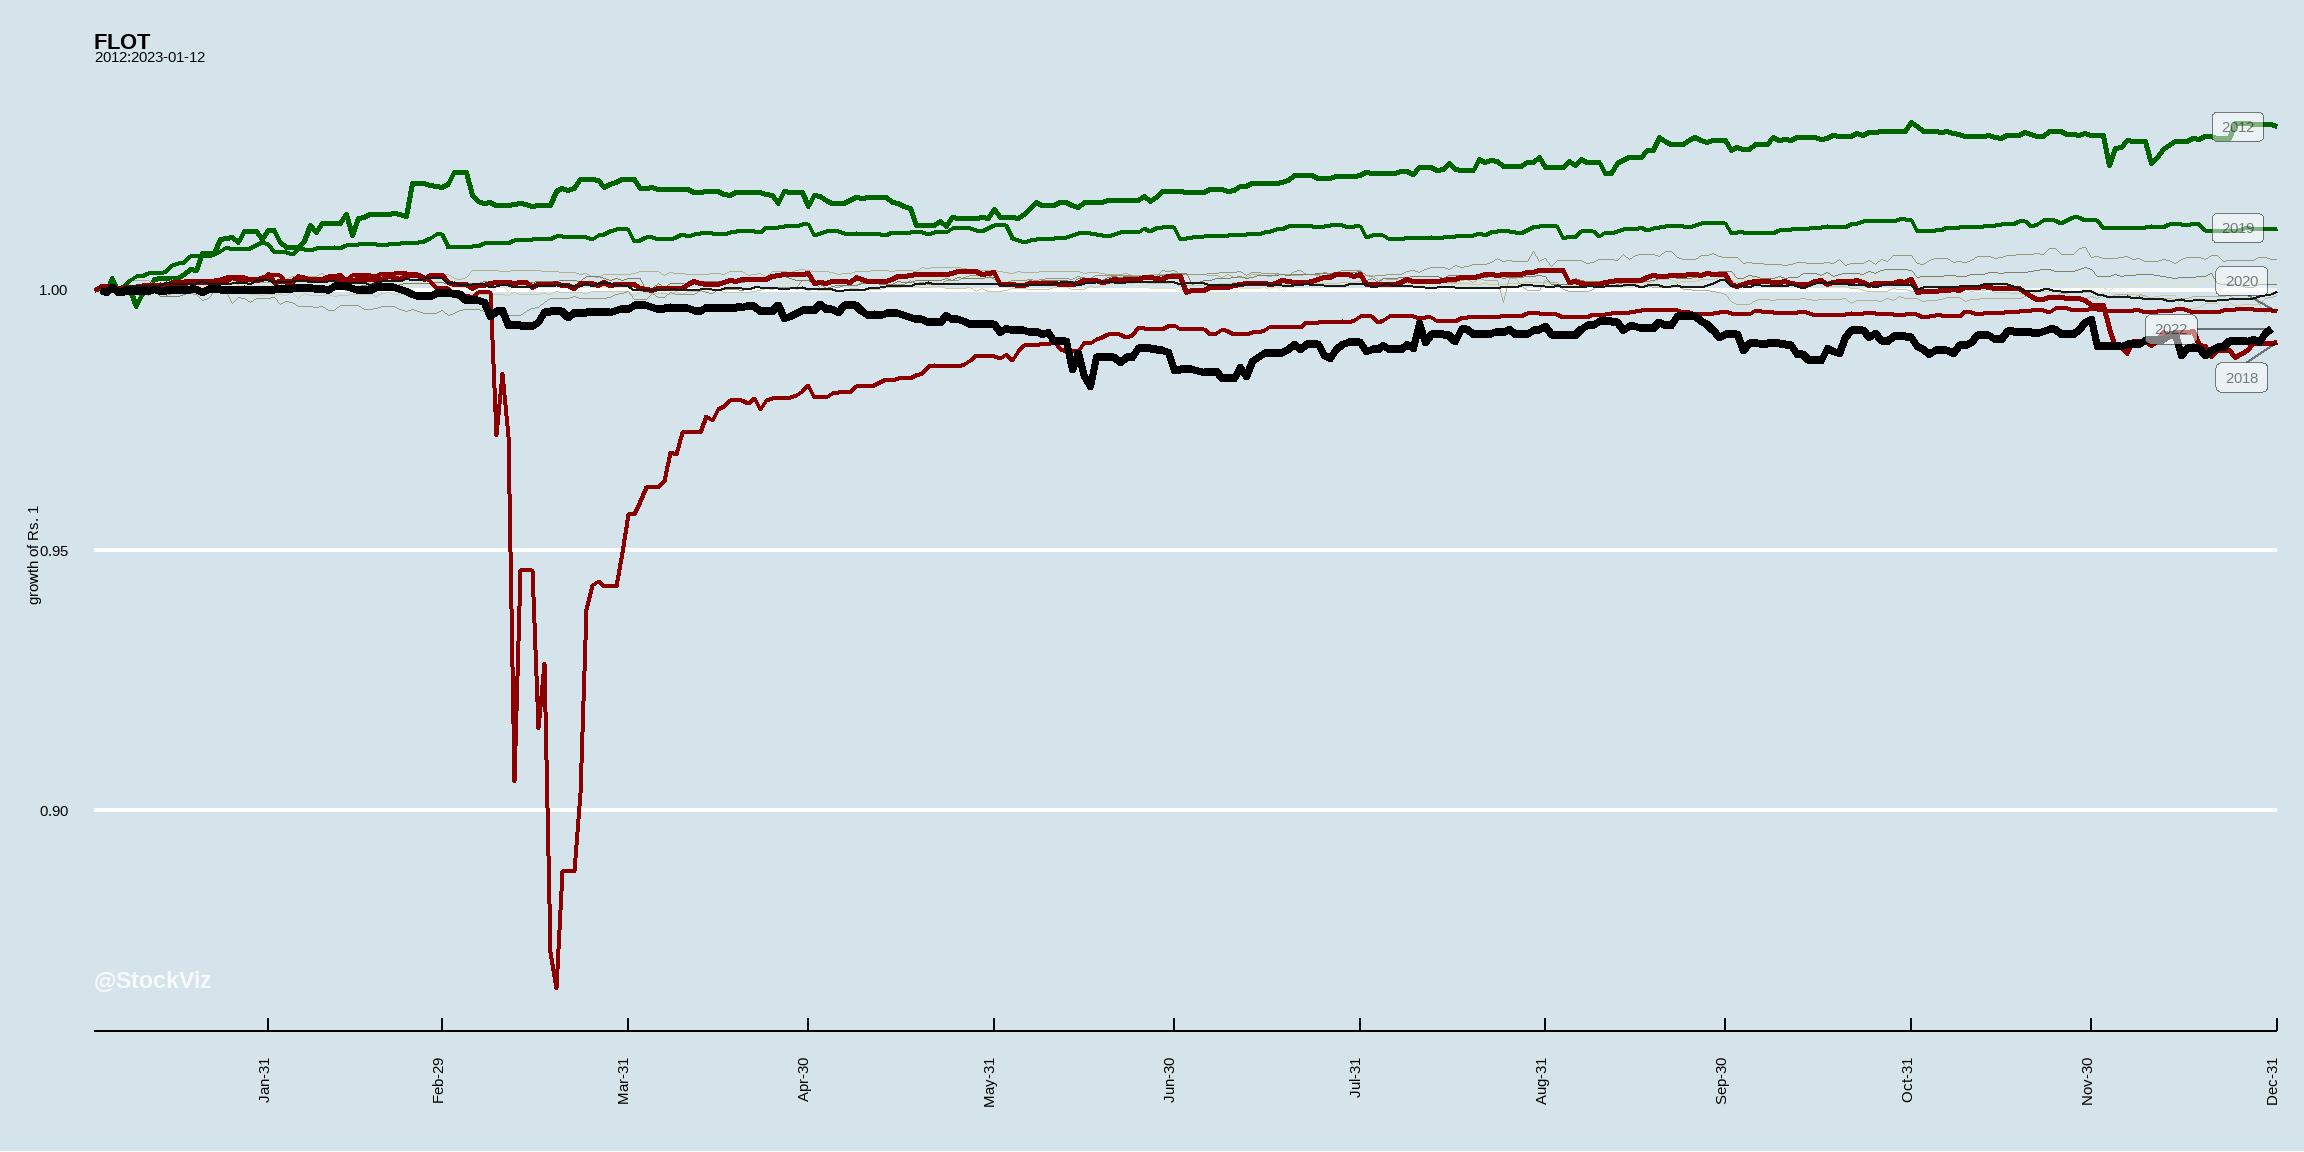 FLOT
2012:2023-01-12
2012
2019
1.00
2020
2022
2018
growth of Rs. 1
0.95
0.90
@StockViz
Jan-31
Feb-29
Mar-31
Apr-30
May-31
Jun-30
Jul-31
Aug-31
Sep-30
Oct-31
Nov-30
Dec-31